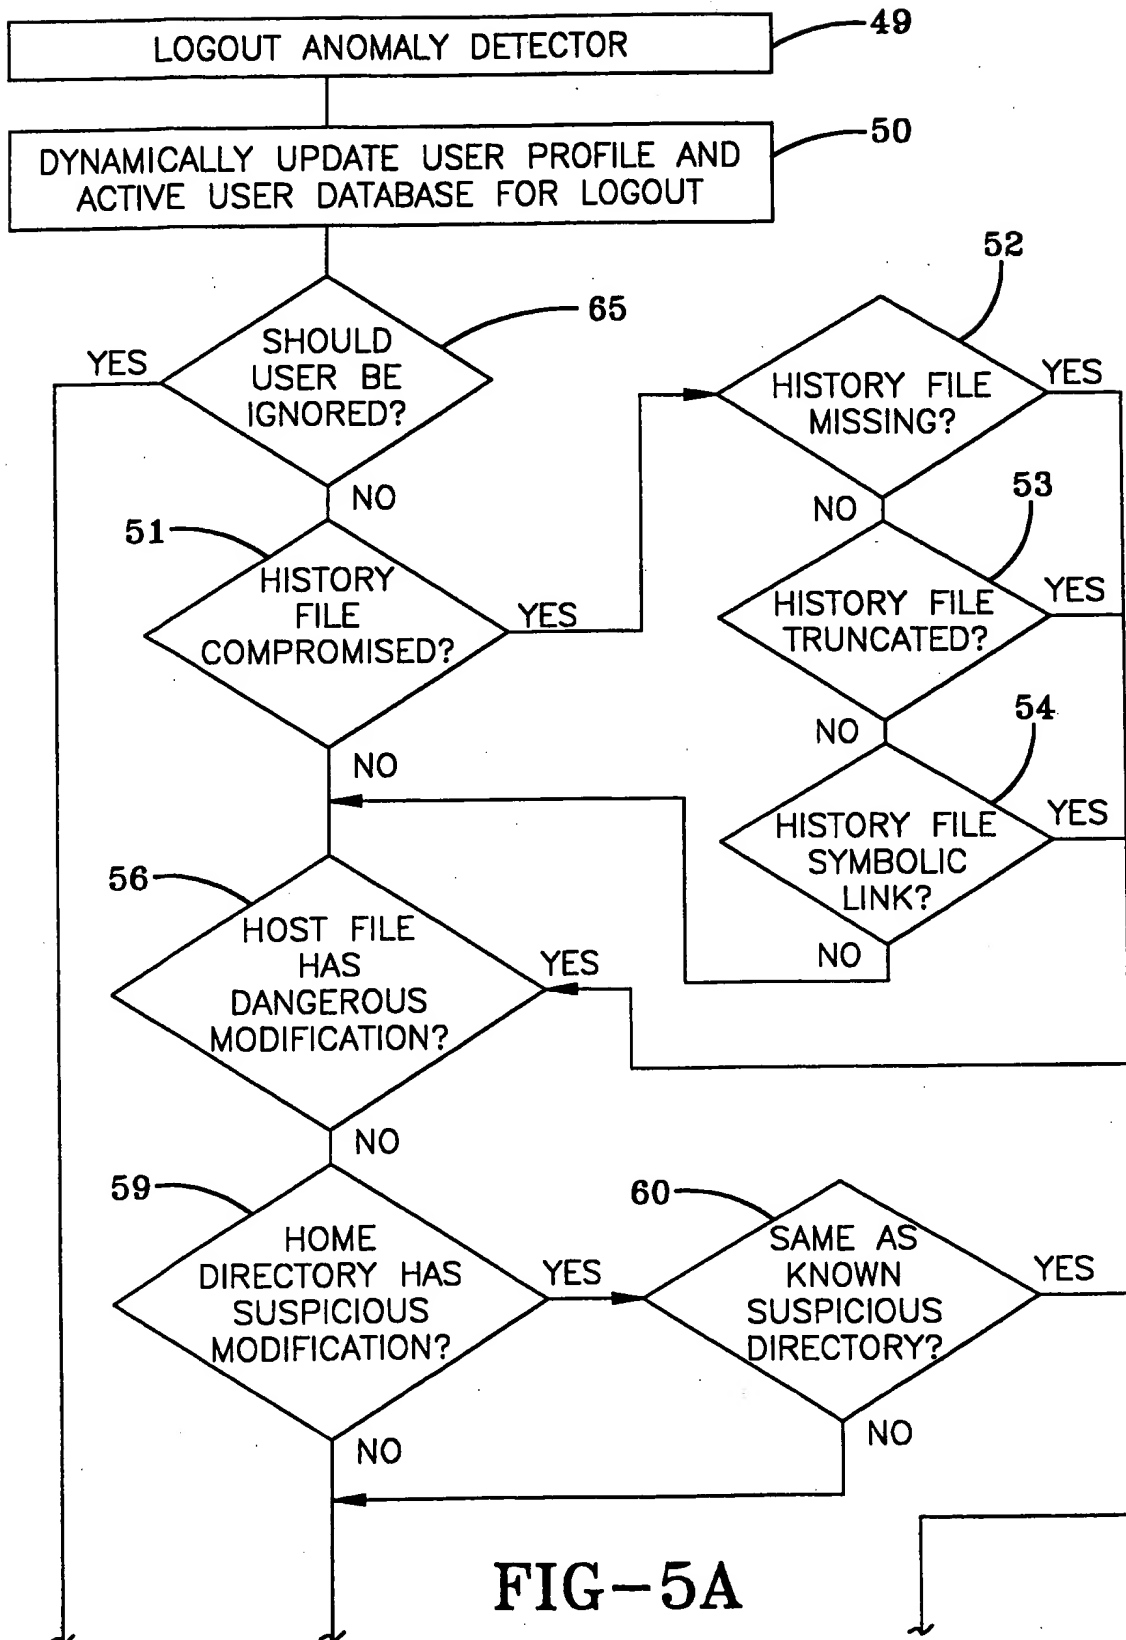 LOGOUT ANOMALY DETECTOR
49
DYNAMICALLY UPDATE USER PROFILE AND
ACTIVE USER DATABASE FOR LOGOUT
50
SHOULD
USER BE
IGNORED?
65
YES
NO
52
HISTORY FILE
MISSING?
YES
NO
51
HISTORY
FILE
COMPROMISED?
YES
NO
53
HISTORY FILE
TRUNCATED?
YES
NO
54
HISTORY FILE
SYMBOLIC
LINK?
YES
NO
56
HOST FILE
HAS
DANGEROUS
MODIFICATION?
YES
NO
59
HOME
DIRECTORY HAS
SUSPICIOUS
MODIFICATION?
YES
NO
60
SAME AS
KNOWN
SUSPICIOUS
DIRECTORY?
YES
NO
FIG-5A